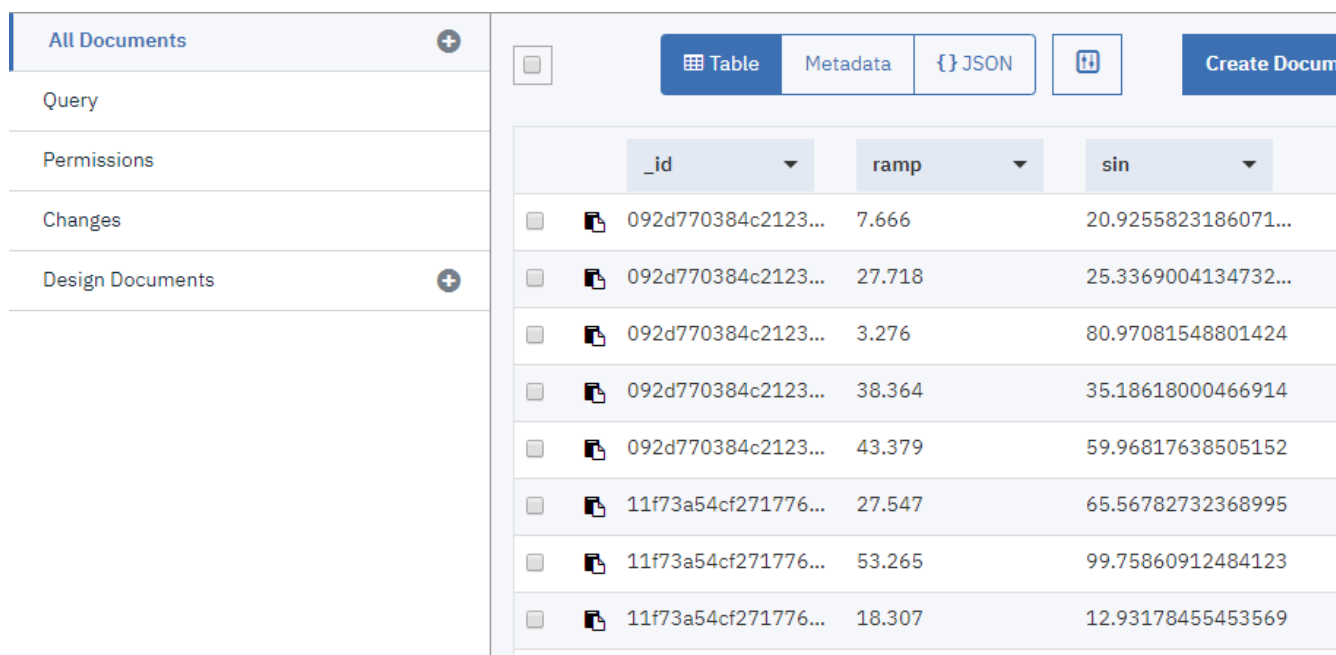 All Documents
Query
Permissions
Changes
Design Documents
Table Metadata {} JSON Create Docum
_id ramp sin
092d770384c2123... 7.666 20.9255823186071...
092d770384c2123... 27.718 25.3369004134732...
092d770384c2123... 3.276 80.97081548801424
092d770384c2123... 38.364 35.18618000466914
092d770384c2123... 43.379 59.96817638505152
11f73a54cf271776... 27.547 65.56782732368995
11f73a54cf271776... 53.265 99.75860912484123
11f73a54cf271776... 18.307 12.93178455453569